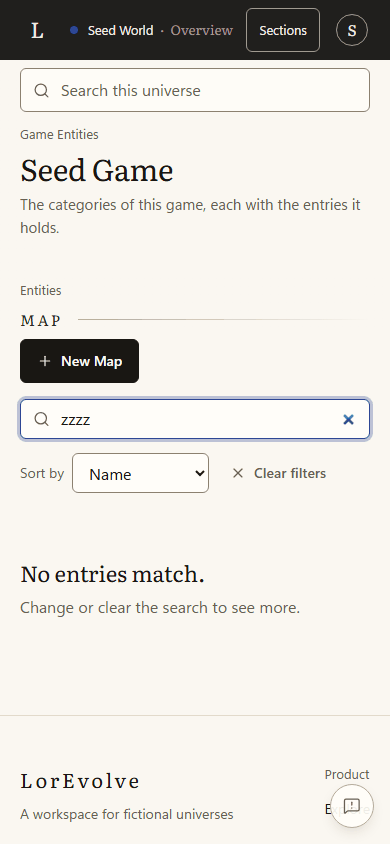 L
Seed World · Overview
Sections
S
Search this universe
Game Entities
Seed Game
The categories of this game, each with the entries it
holds.
Entities
MAP
New Map
zzzz
Sort by
Name
Clear filters
No entries match.
Change or clear the search to see more.
LorEvolve
Product
A workspace for fictional universes